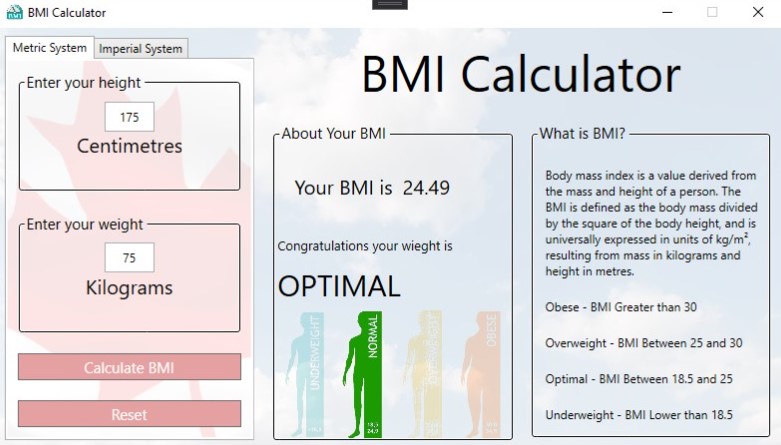 BMI Calculator
Metric System
Imperial System
Enter your height
175
Centimetres
Enter your weight
75
Kilograms
Calculate BMI
Reset
BMI Calculator
About Your BMI
Your BMI is 24.49
Congratulations your wieght is
OPTIMAL
UNDERWEIGHT
NORMAL
18,5
24,9
OVERWEIGHT
OBESE
What is BMI?
Body mass index is a value derived from
the mass and height of a person. The
BMI is defined as the body mass divided
by the square of the body height, and is
universally expressed in units of kg/m²,
resulting from mass in kilograms and
height in metres.
Obese - BMI Greater than 30
Overweight - BMI Between 25 and 30
Optimal - BMI Between 18.5 and 25
Underweight - BMI Lower than 18.5